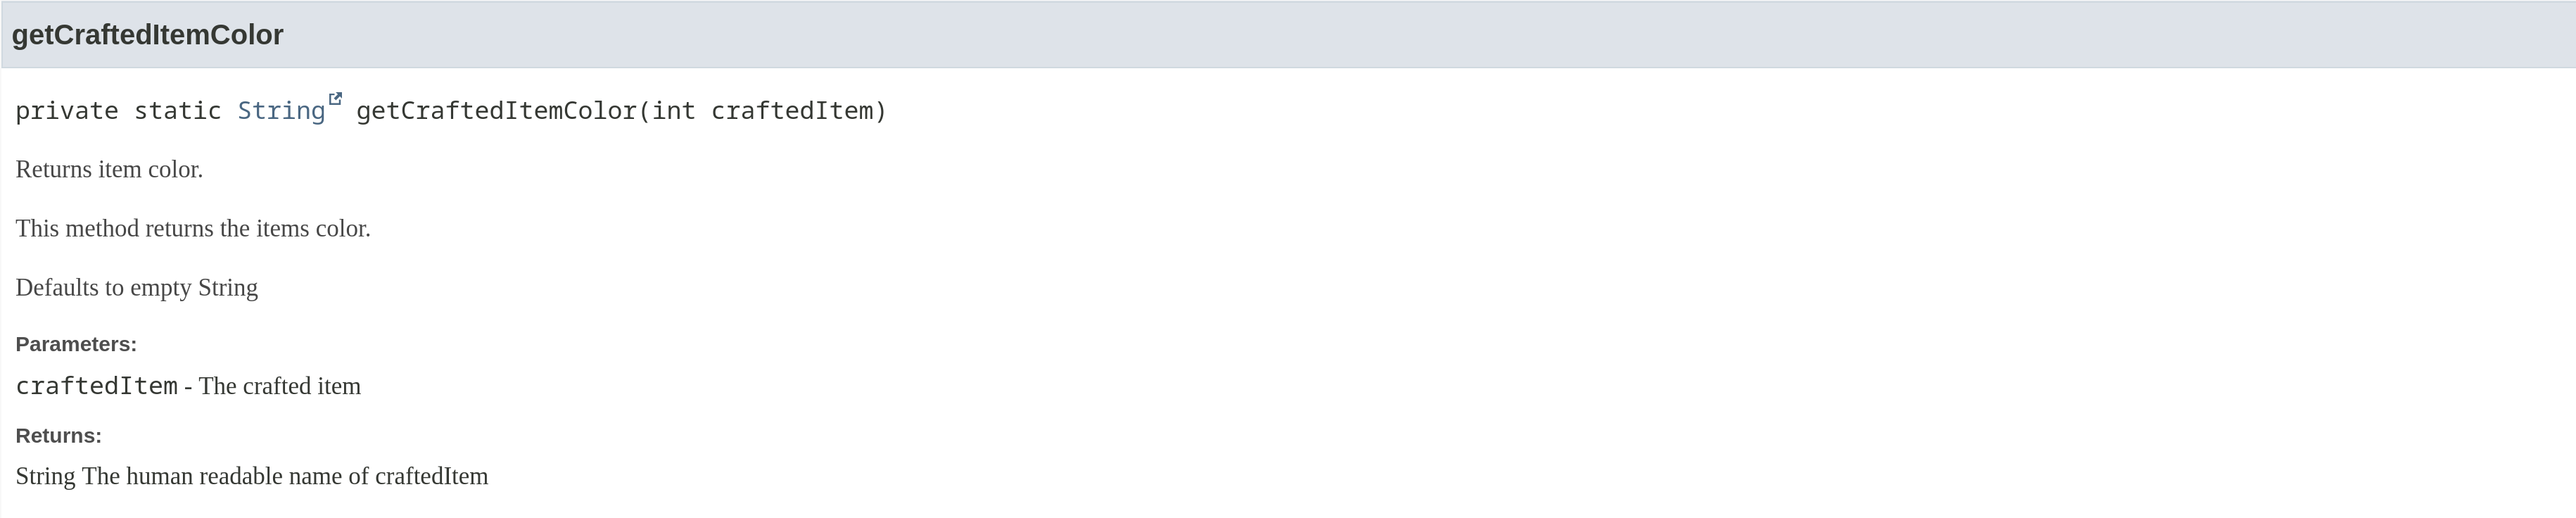 getCraftedItemColor
private static String getCraftedItemColor(int craftedItem)
Returns item color.
This method returns the items color.
Defaults to empty String
Parameters:
craftedItem - The crafted item
Returns:
String The human readable name of craftedItem